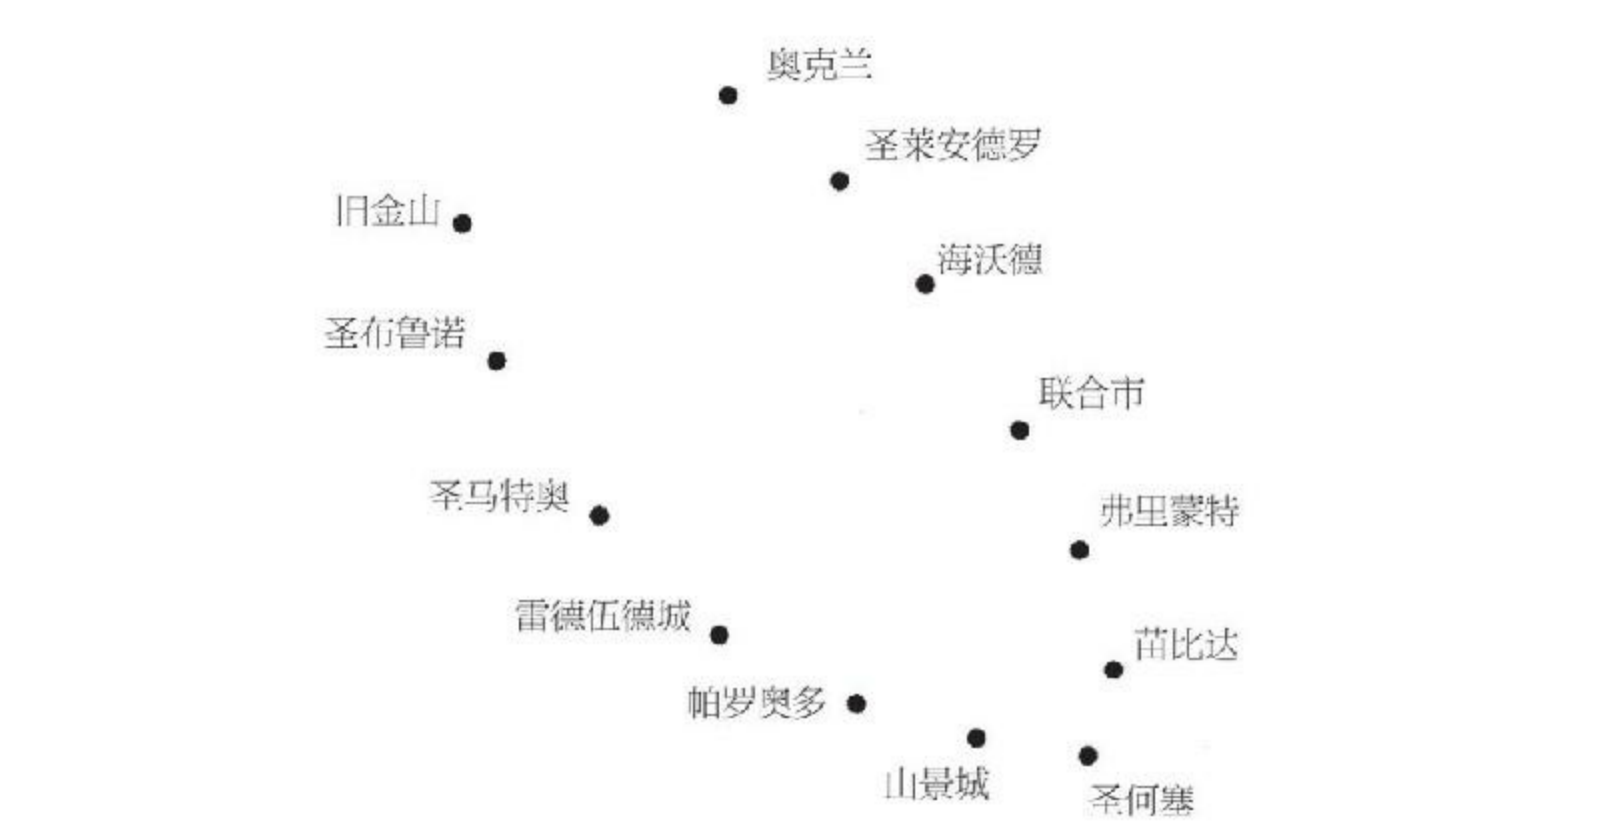 奥克兰
圣莱安德罗
旧金山
海沃德
圣布鲁诺
联合市
圣马特奥
弗里蒙特
雷德伍德城
苗比达
帕罗奥多
山景城
圣何塞